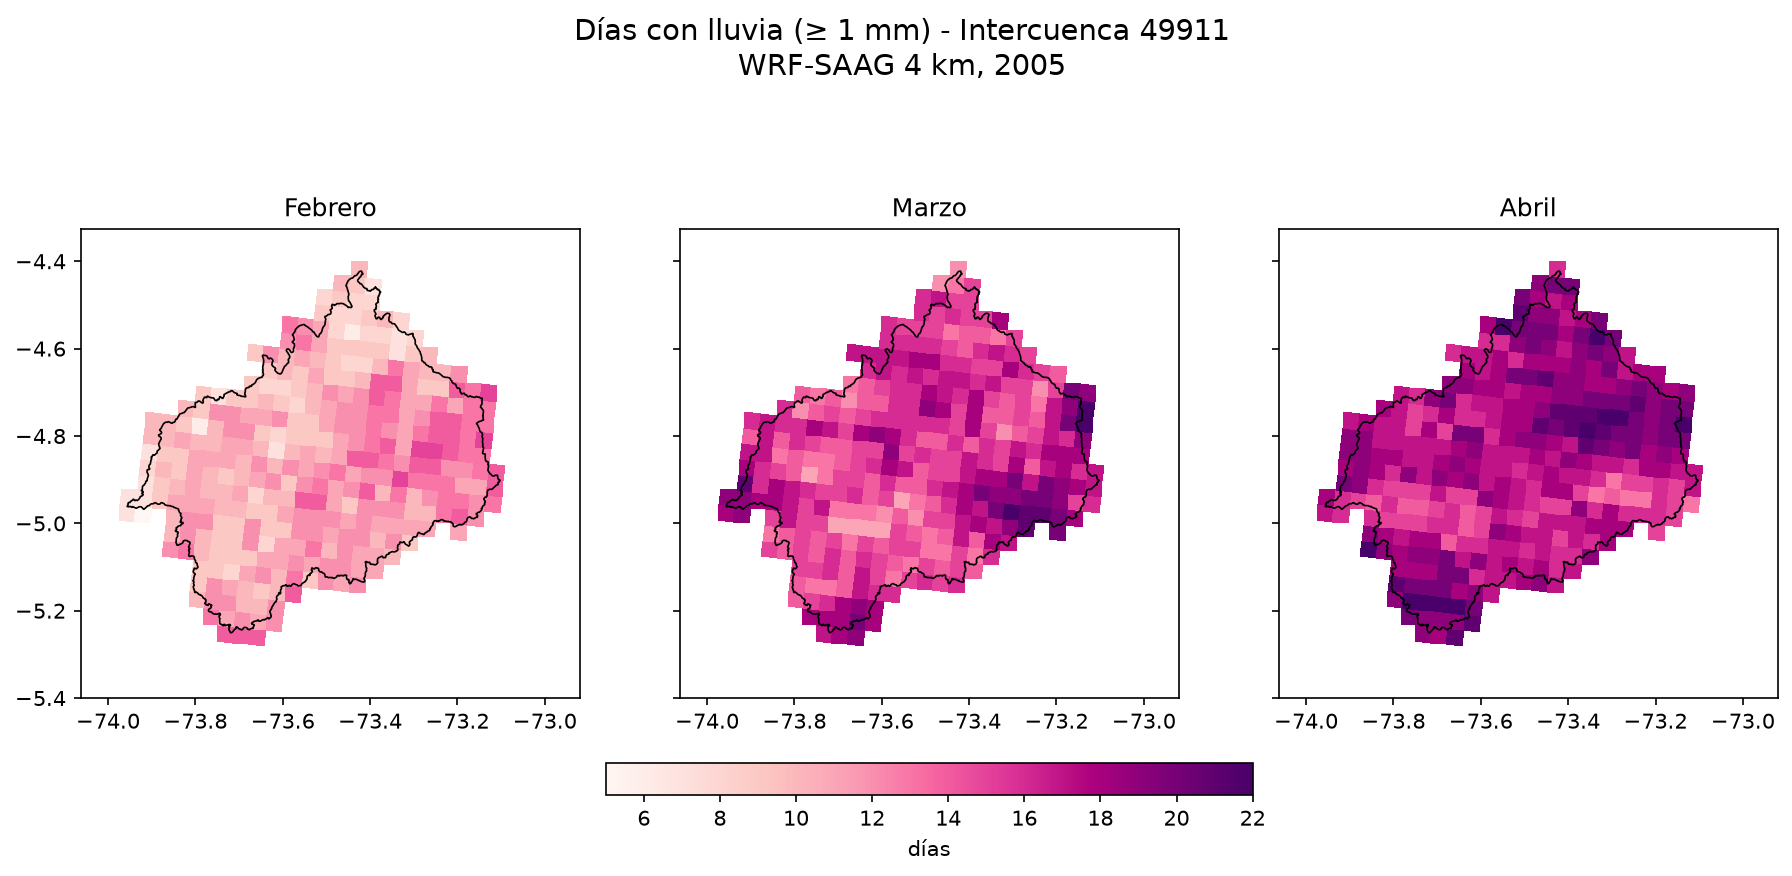 Días con lluvia (≥ 1 mm) - Intercuenca 49911
WRF-SAAG 4 km, 2005
Febrero
Marzo
Abril
−4.4
−4.6
−4.8
−5.0
−5.2
−5.4
−74.0 −73.8 −73.6 −73.4 −73.2 −73.0
−74.0 −73.8 −73.6 −73.4 −73.2 −73.0
−74.0 −73.8 −73.6 −73.4 −73.2 −73.0
6 8 10 12 14 16 18 20 22
días